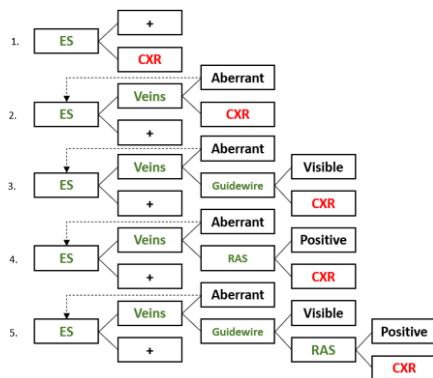 +
1. ES
CXR
Aberrant
Veins
2. ES CXR
+
Aberrant
Veins Visible
3. ES Guidewire
+ CXR
Aberrant
Veins Positive
4. ES RAS
+ CXR
Aberrant
Veins Visible
5. ES Guidewire Positive
+ RAS
CXR